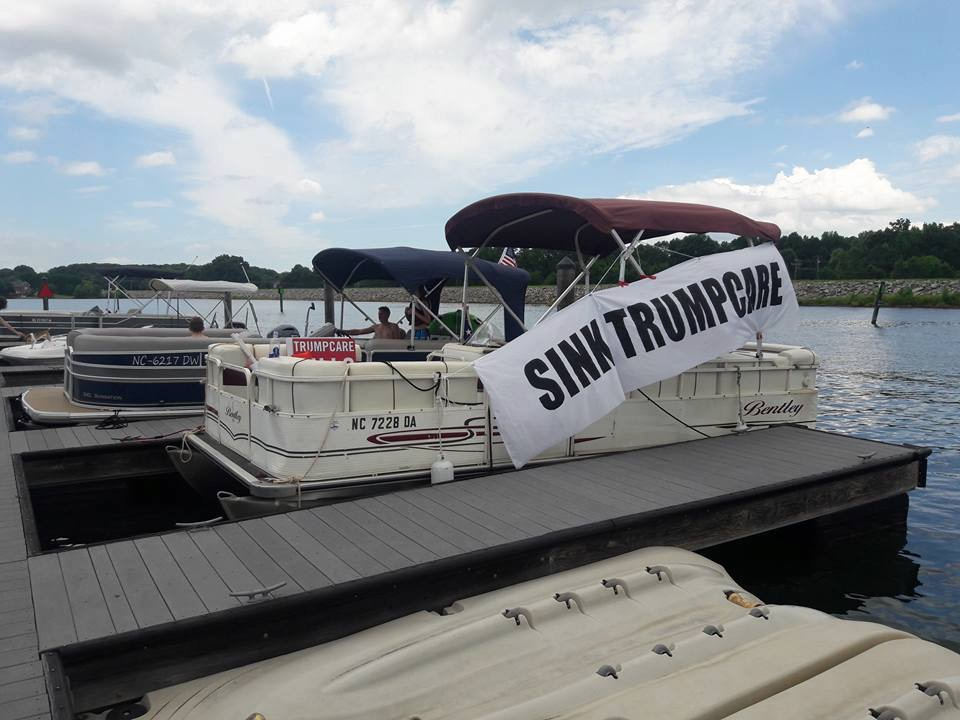 SINK TRUMPCARE
TRUMPCARE
NC-6217 DW
Bentley
NC 7228 DA
Bentley